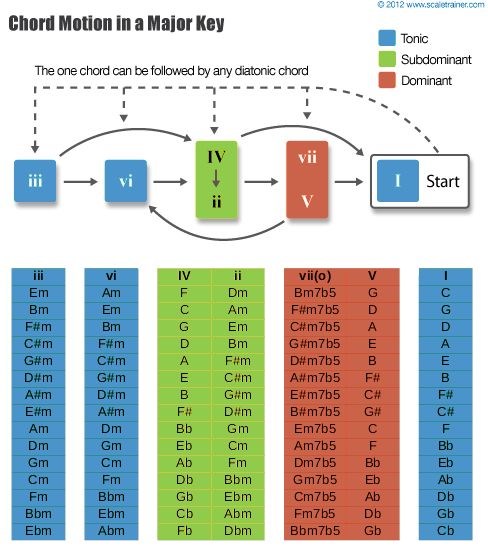 © 2012 www.scaletrainer.com
Chord Motion in a Major Key
Tonic
Subdominant
Dominant
The one chord can be followed by any diatonic chord
iii vi IV ii vii V I Start
iii vi IV ii vii(o) V I
Em Am F Dm Bm7b5 G C
Bm Em C Am F#m7b5 D G
F#m Bm G Em C#m7b5 A D
C#m F#m D Bm G#m7b5 E A
G#m C#m A F#m D#m7b5 B E
D#m G#m E C#m A#m7b5 F# B
A#m D#m B G#m E#m7b5 C# F#
E#m A#m F# D#m B#m7b5 G# C#
Am Dm Bb Gm Em7b5 C F
Dm Gm Eb Cm Am7b5 F Bb
Gm Cm Ab Fm Dm7b5 Bb Eb
Cm Fm Db Bbm Gm7b5 Eb Ab
Fm Bbm Gb Ebm Cm7b5 Ab Db
Bbm Ebm Cb Abm Fm7b5 Db Gb
Ebm Abm Fb Dbm Bbm7b5 Gb Cb